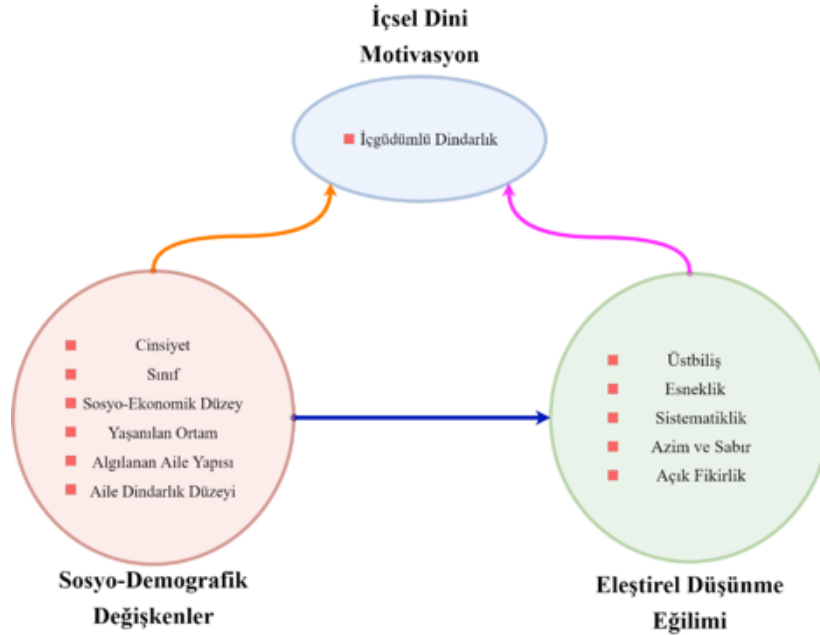 İçsel Dini
Motivasyon
İçgüdümlü Dindarlık
Cinsiyet
Sınıf
Sosyo-Ekonomik Düzey
Yaşanılan Ortam
Algılanan Aile Yapısı
Aile Dindarlık Düzeyi
Sosyo-Demografik
Değişkenler
Üstbiliş
Esneklik
Sistematiklik
Azim ve Sabır
Açık Fikirlik
Eleştirel Düşünme
Eğilimi